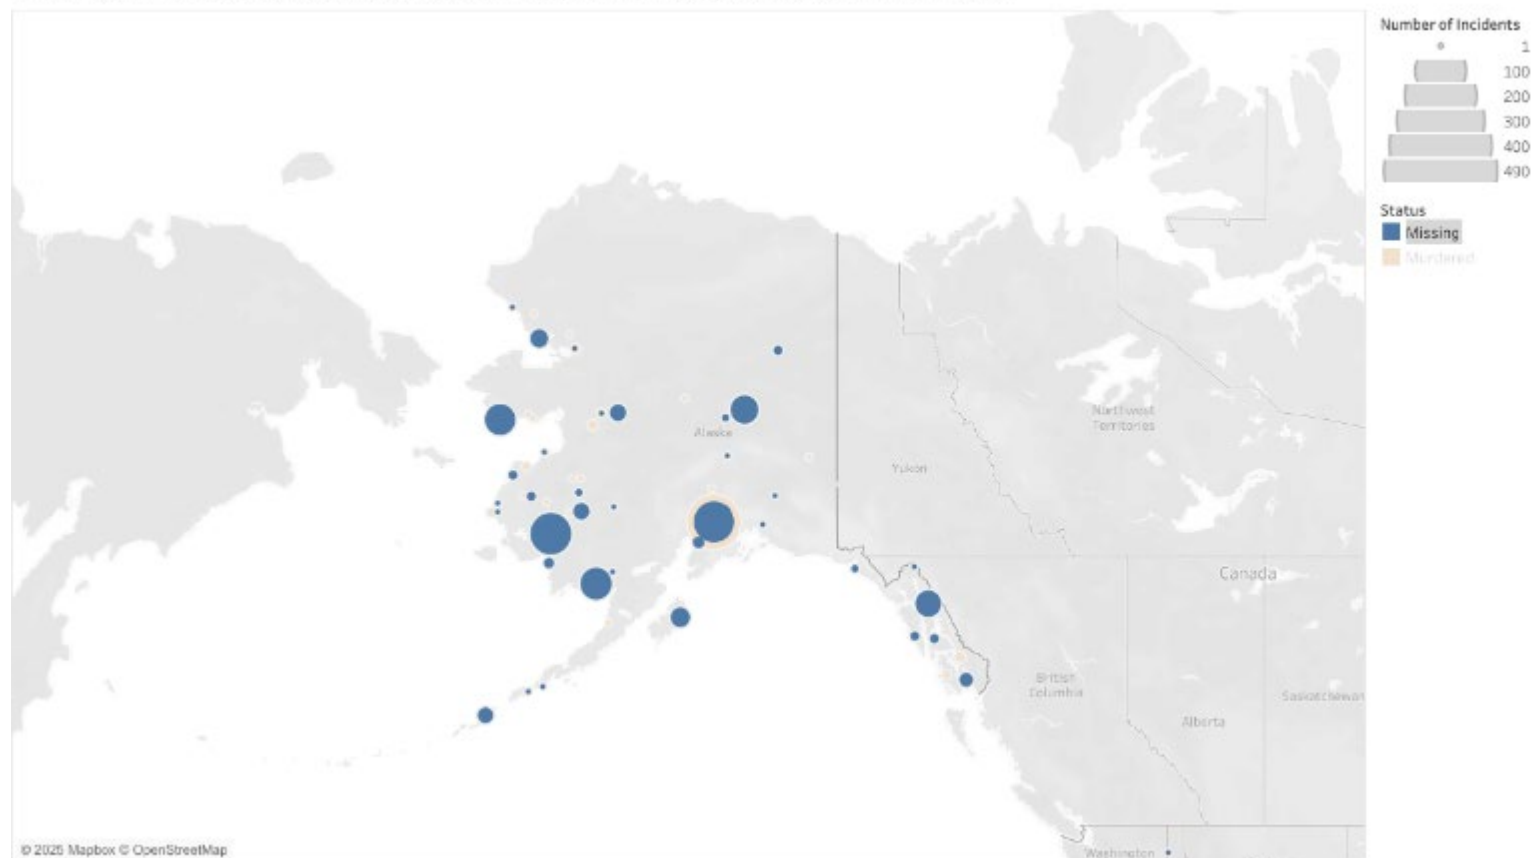 Number of Incidents
1
100
200
300
400
490
Status
Missing
Murdered
Alaska
Yukon
Northwest
Territories
Canada
British
Columbia
Alberta
Saskatchewan
Washington
© 2025 Mapbox © OpenStreetMap